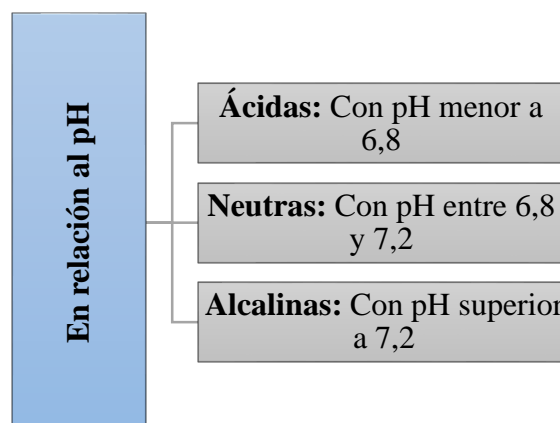 En relación al pH
Ácidas: Con pH menor a
6,8
Neutras: Con pH entre 6,8
y 7,2
Alcalinas: Con pH superior
a 7,2